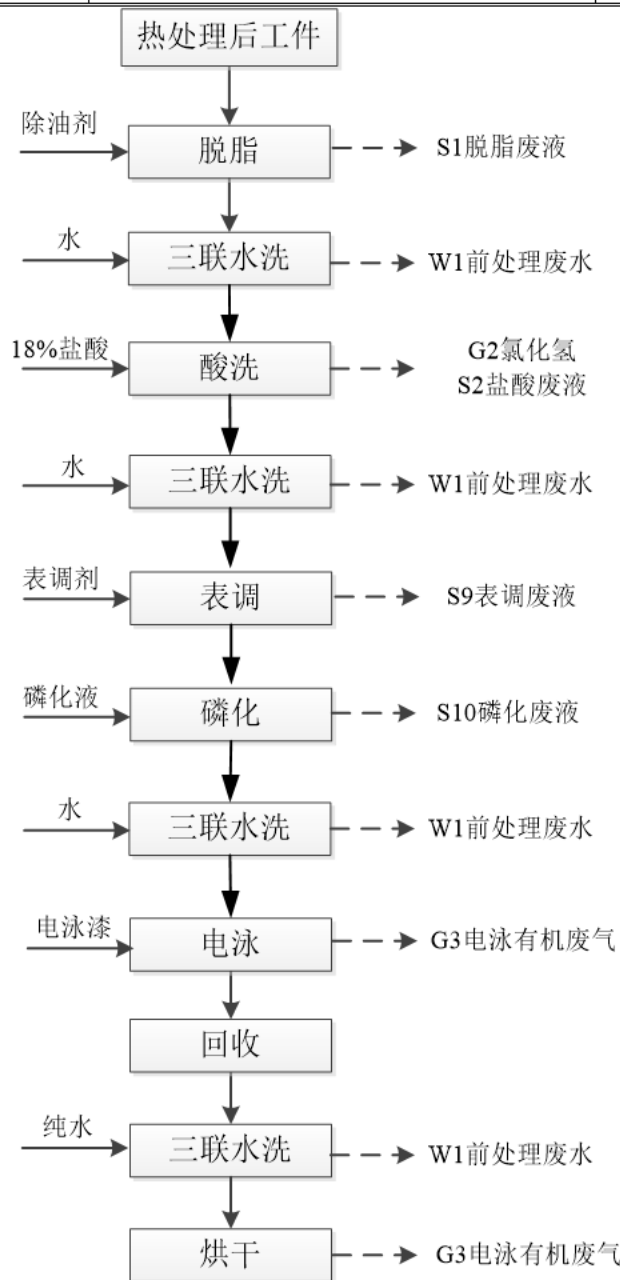 热处理后工件
除油剂
脱脂
S1脱脂废液
水
三联水洗
W1前处理废水
18%盐酸
酸洗
G2氯化氢
S2盐酸废液
水
三联水洗
W1前处理废水
表调剂
表调
S9表调废液
磷化液
磷化
S10磷化废液
水
三联水洗
W1前处理废水
电泳漆
电泳
G3电泳有机废气
回收
纯水
三联水洗
W1前处理废水
烘干
G3电泳有机废气